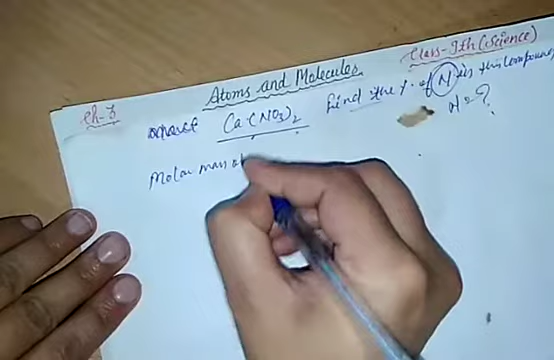 Class-9th (Science)
Ch-3
Atoms and Molecules
Ca(NO3)2 find the %. of N in this compound
N=?
Molar mass of